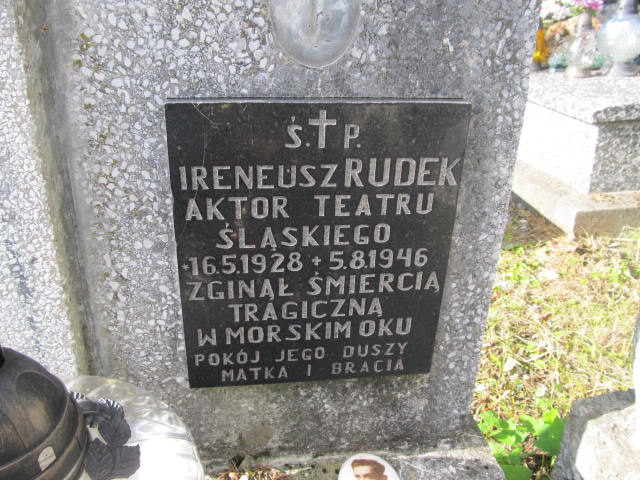 Ś.†P.
IRENEUSZ RUDEK
AKTOR TEATRU
ŚLĄSKIEGO
*16.5.1928 + 5.8.1946
ZGINĄŁ ŚMIERCIĄ
TRAGICZNĄ
W MORSKIM OKU
POKÓJ JEGO DUSZY
MATKA I BRACIA